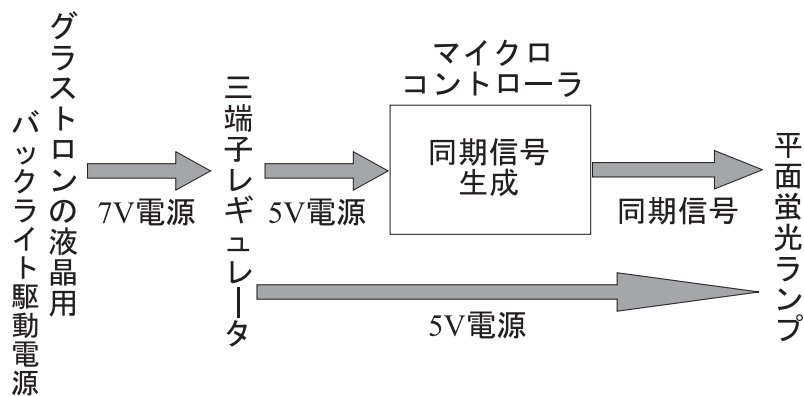 グラストロンの液晶用
バックライト駆動電源
7V電源
三端子レギュレータ
5V電源
マイクロ
コントローラ
同期信号
生成
同期信号
5V電源
平面蛍光ランプ